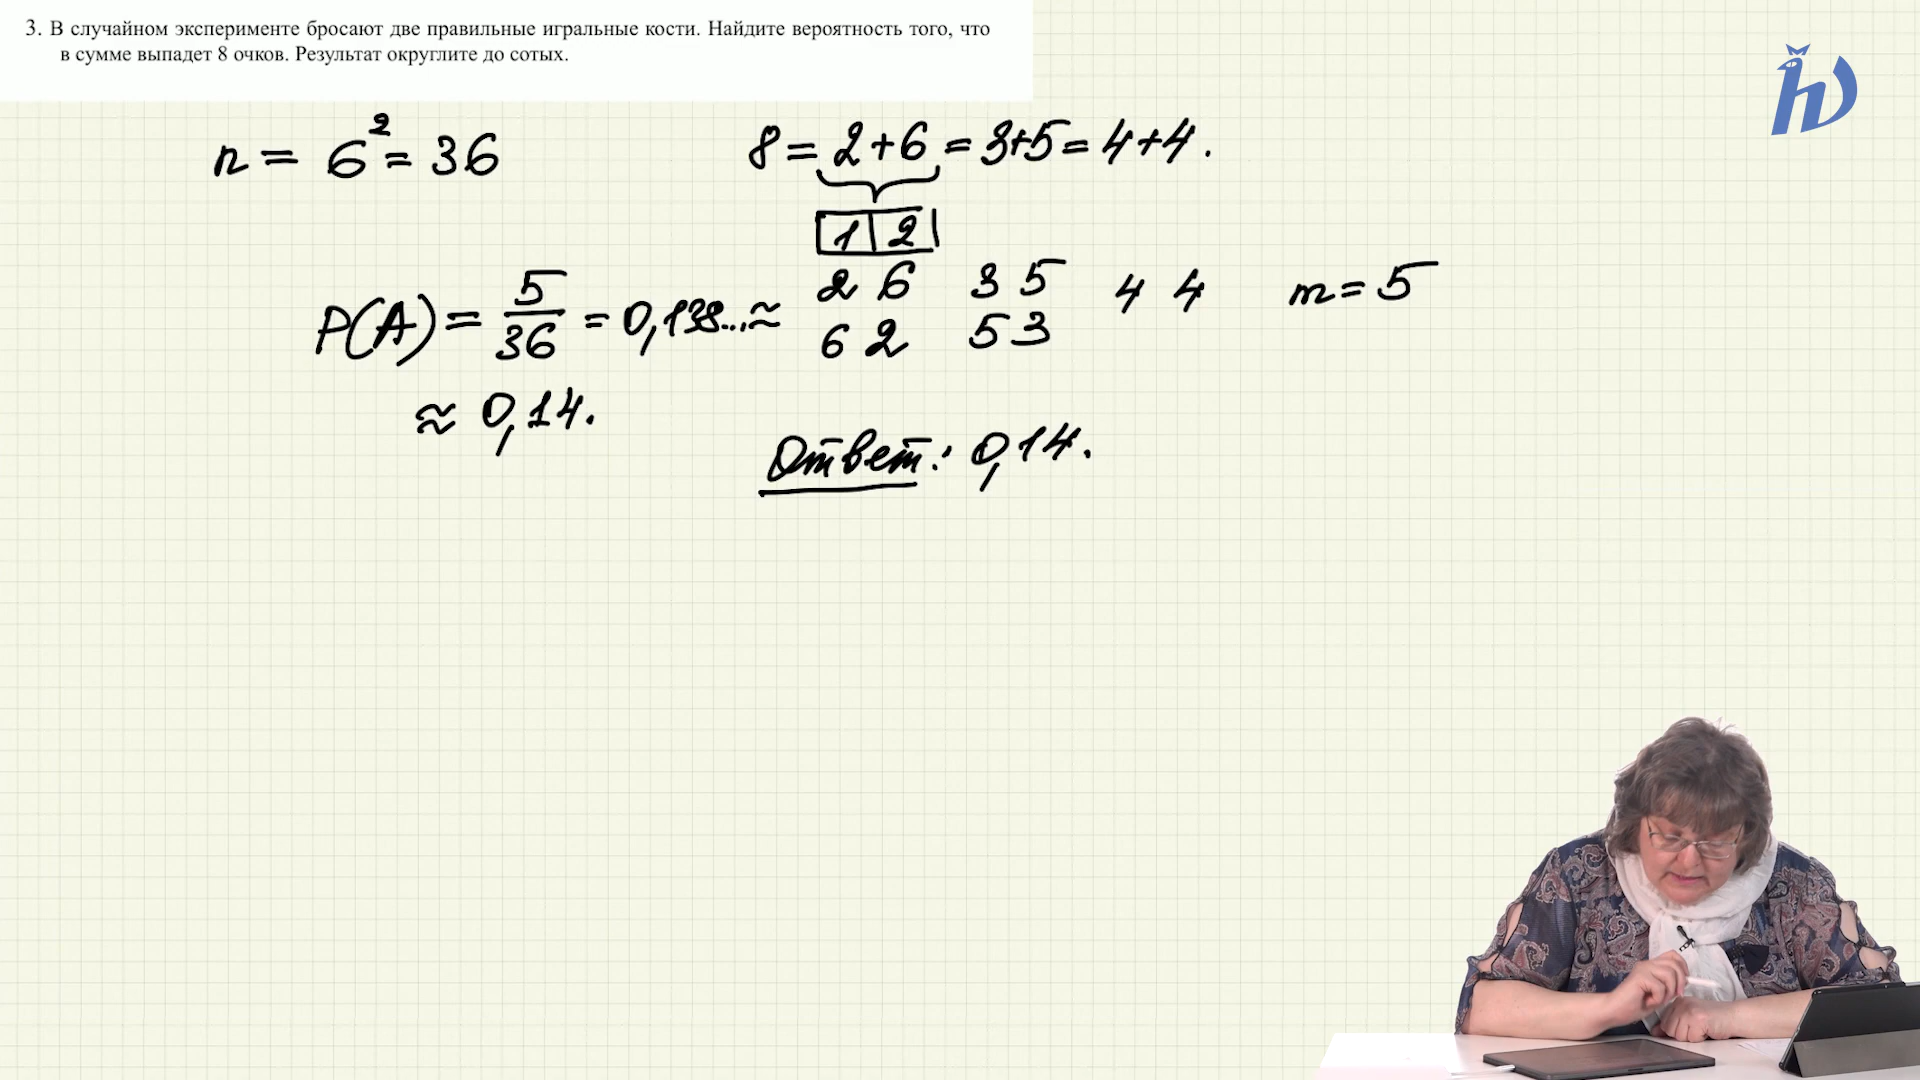 3. В случайном эксперименте бросают две правильные игральные кости. Найдите вероятность того, что
в сумме выпадет 8 очков. Результат округлите до сотых.
n = 6² = 36
8 = 2+6 = 3+5 = 4+4.
1 2
2 6 3 5 4 4 m = 5
6 2 5 3
P(A) = 5/36 = 0,138... ≈
≈ 0,14.
Ответ: 0,14.